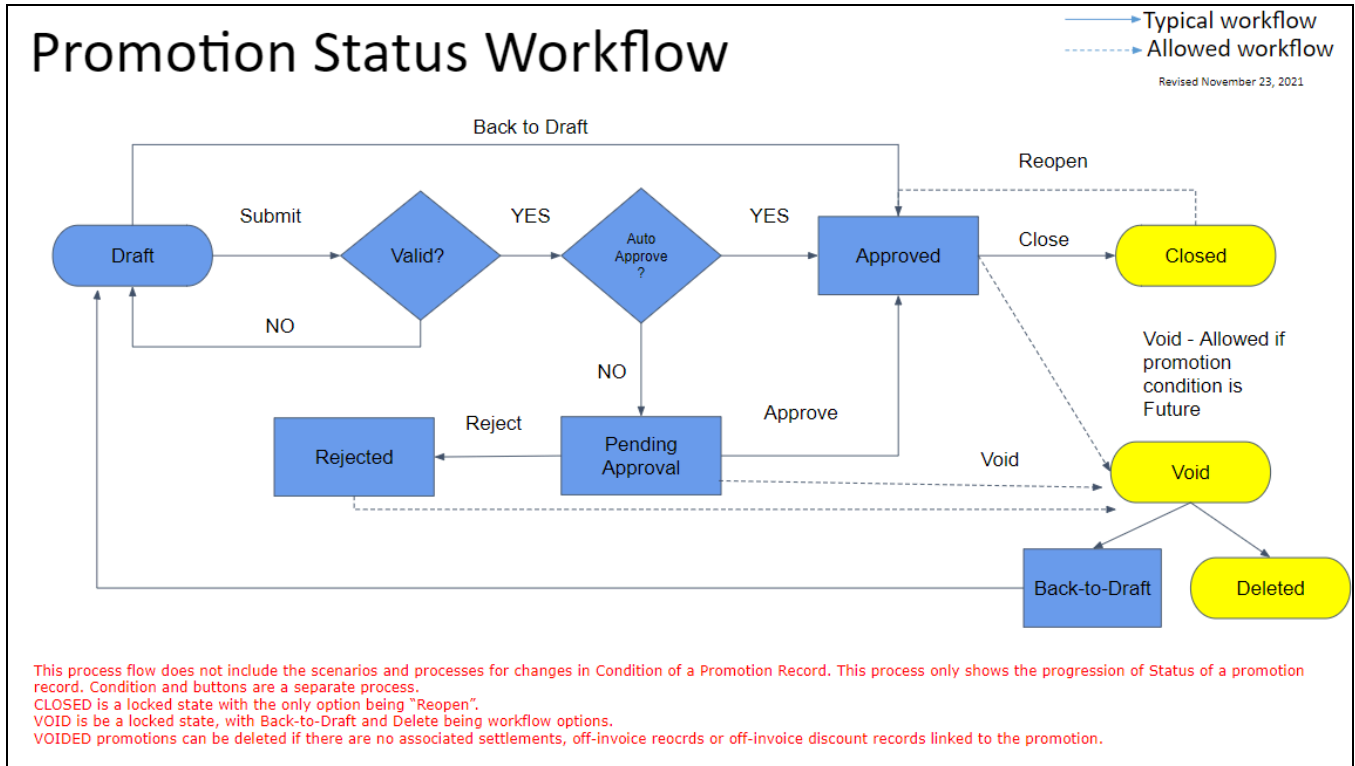 Promotion Status Workflow
Typical workflow
Allowed workflow
Revised November 23, 2021
Back to Draft
Reopen
Submit
YES
YES
Draft
Valid?
Auto
Approve
?
Approved
Close
Closed
NO
Void - Allowed if
promotion
condition is
Future
NO
Reject
Approve
Rejected
Pending
Approval
Void
Void
Back-to-Draft
Deleted
This process flow does not include the scenarios and processes for changes in Condition of a Promotion Record. This process only shows the progression of Status of a promotion
record. Condition and buttons are a separate process.
CLOSED is a locked state with the only option being “Reopen”.
VOID is be a locked state, with Back-to-Draft and Delete being workflow options.
VOIDED promotions can be deleted if there are no associated settlements, off-invoice reocrds or off-invoice discount records linked to the promotion.